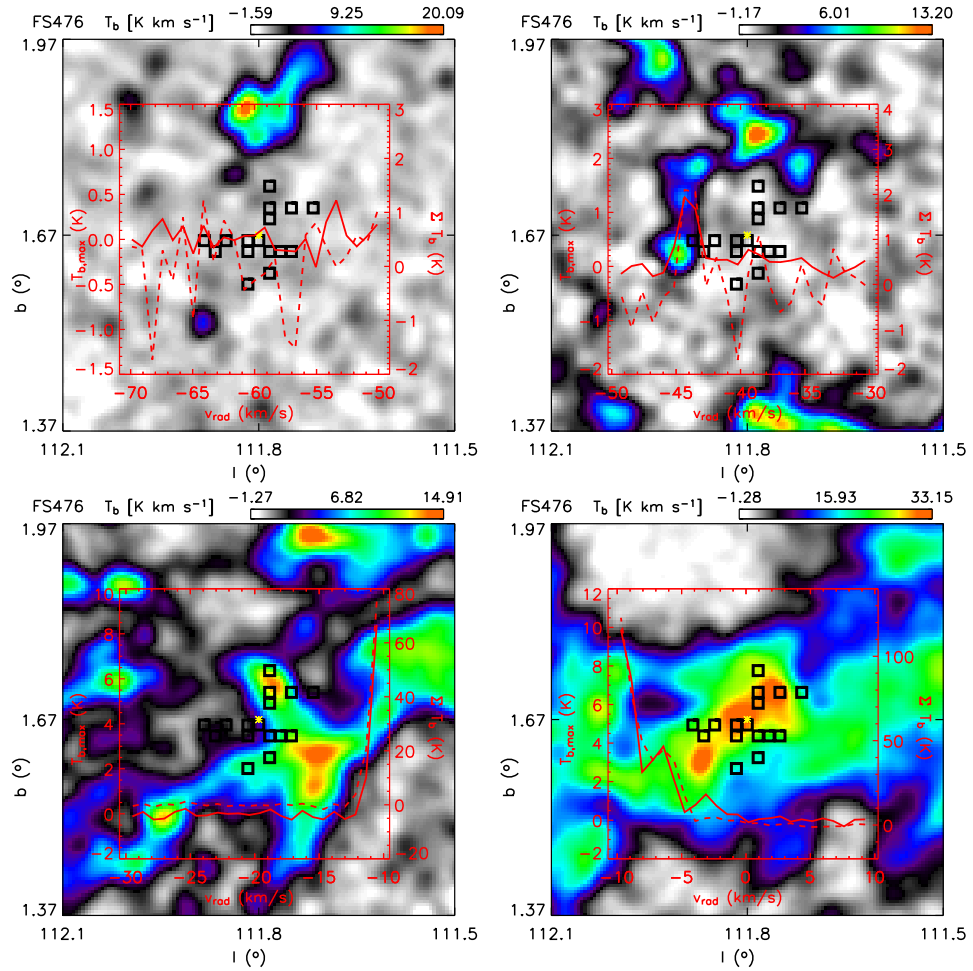 FS476 T_b [K km s⁻¹] −1.59 9.25 20.09
1.97
1.67
1.37
b (°)
112.1 111.8 111.5
l (°)
1.5
1.0
0.5
0.0
−0.5
−1.0
−1.5
T_b,max (K)
3
2
1
0
−1
−2
Σ T_b (K)
−70 −65 −60 −55 −50
v_rad (km/s)
FS476 T_b [K km s⁻¹] −1.17 6.01 13.20
1.97
1.67
1.37
b (°)
112.1 111.8 111.5
l (°)
3
2
1
0
−1
−2
T_b,max (K)
4
3
2
1
0
−1
−2
Σ T_b (K)
−50 −45 −40 −35 −30
v_rad (km/s)
FS476 T_b [K km s⁻¹] −1.27 6.82 14.91
1.97
1.67
1.37
b (°)
112.1 111.8 111.5
l (°)
10
8
6
4
2
0
−2
T_b,max (K)
80
60
40
20
0
−20
Σ T_b (K)
−30 −25 −20 −15 −10
v_rad (km/s)
FS476 T_b [K km s⁻¹] −1.28 15.93 33.15
1.97
1.67
1.37
b (°)
112.1 111.8 111.5
l (°)
12
10
8
6
4
2
0
−2
T_b,max (K)
100
50
0
Σ T_b (K)
−10 −5 0 5 10
v_rad (km/s)